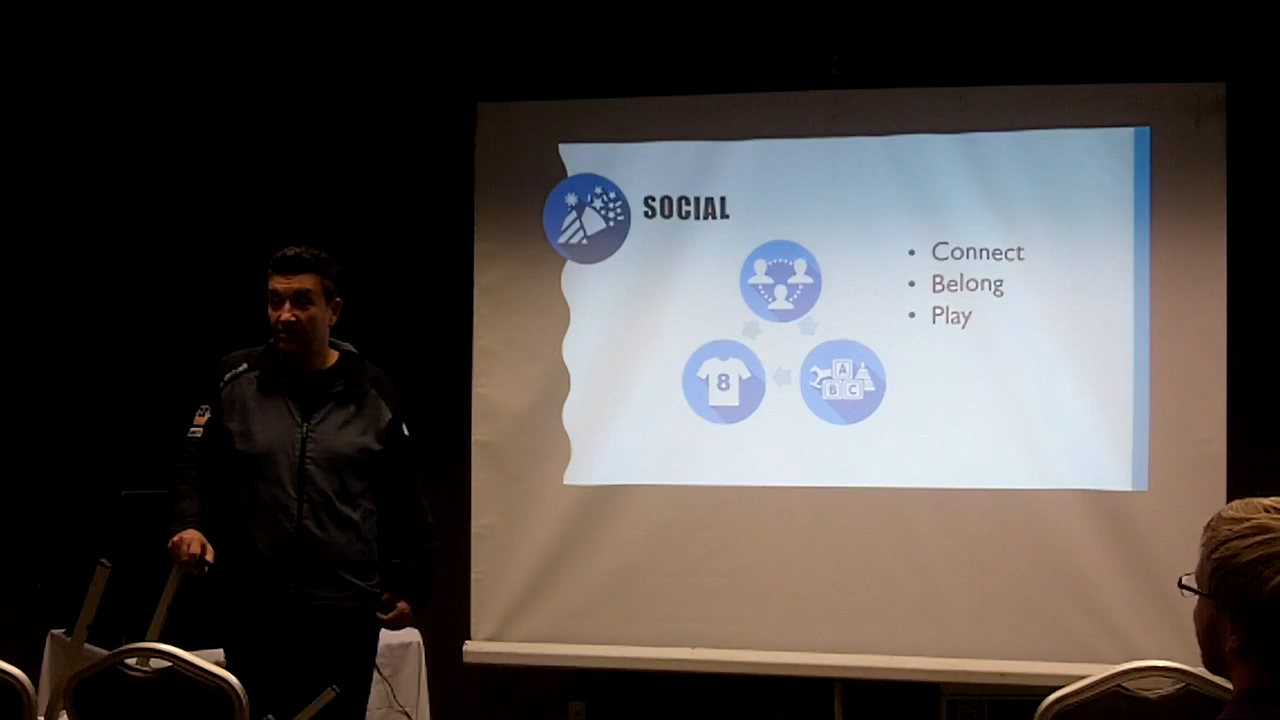 SOCIAL
• Connect
• Belong
• Play
8
A
B C